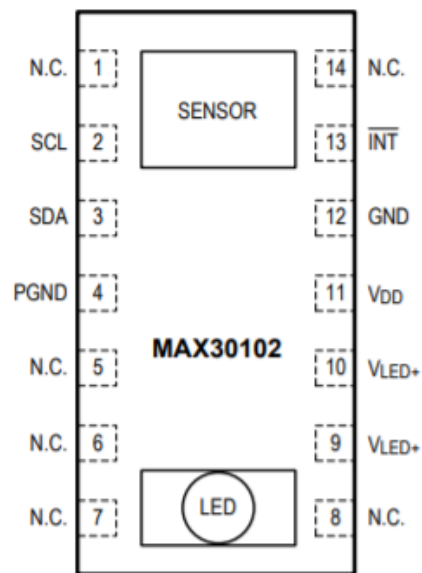 N.C. 1 14 N.C.
SENSOR
SCL 2 13 I̅N̅T̅
SDA 3 12 GND
PGND 4 11 VDD
MAX30102
N.C. 5 10 VLED+
N.C. 6 9 VLED+
N.C. 7 LED 8 N.C.